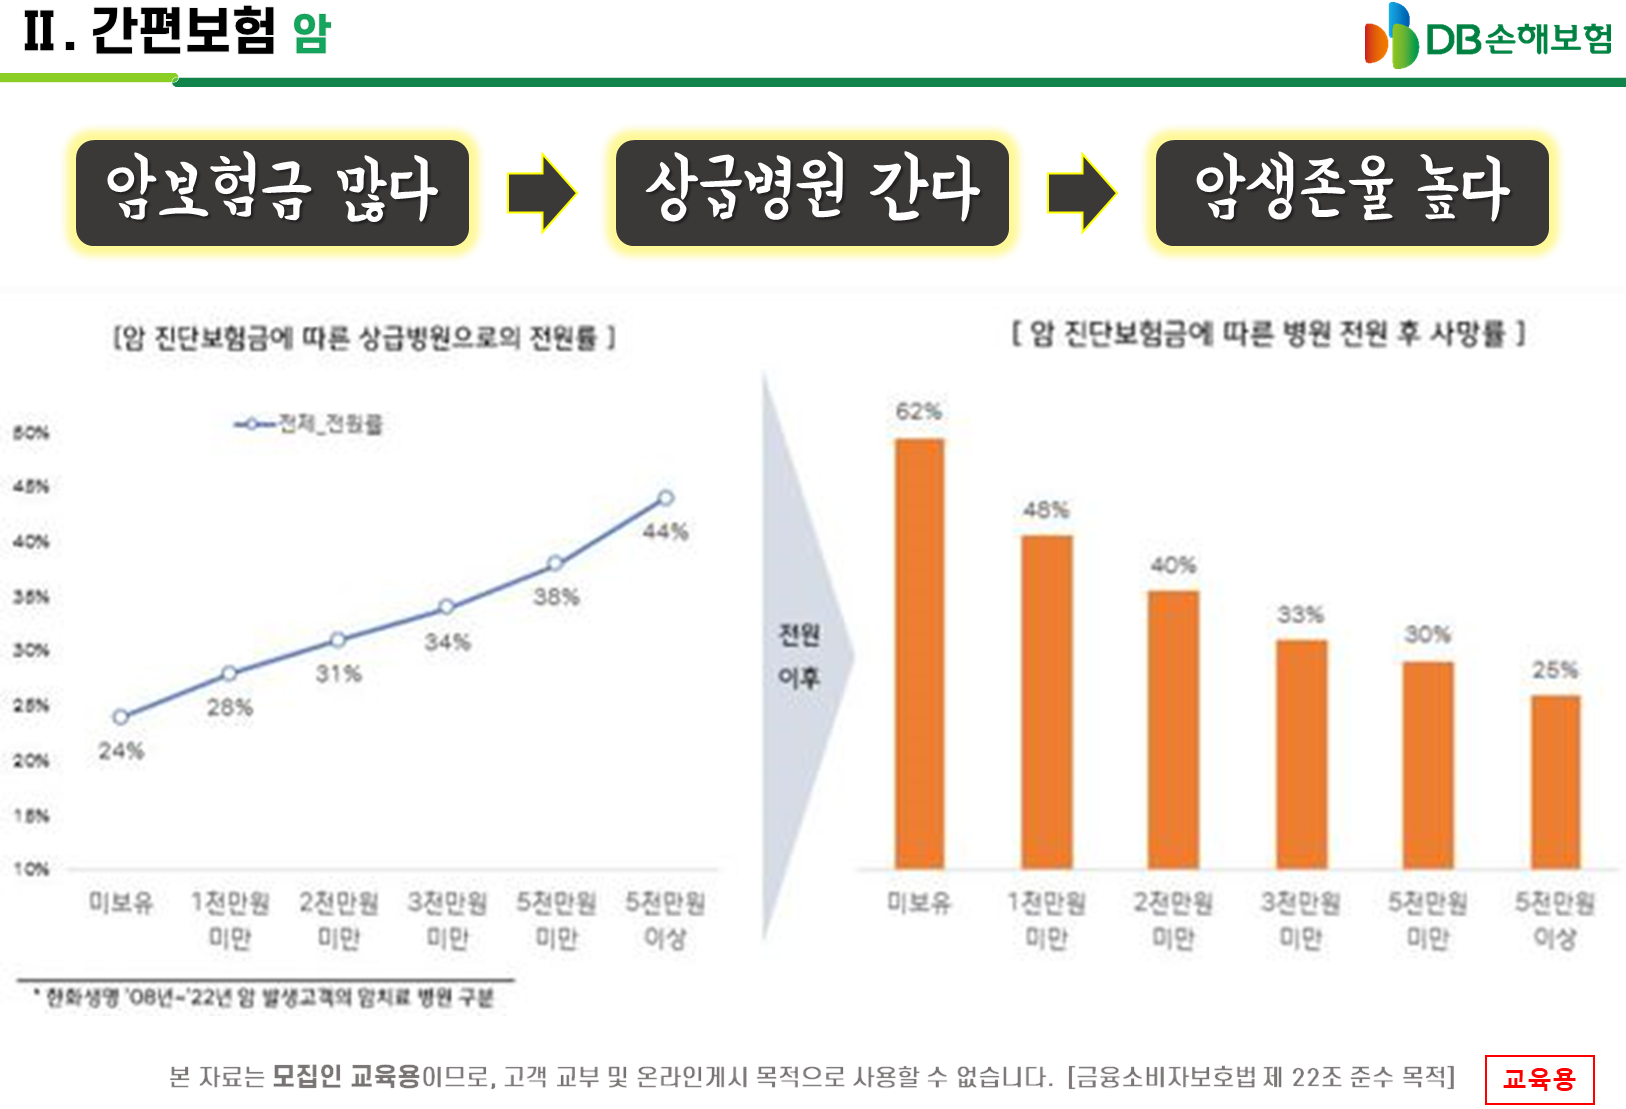 Ⅱ. 간편보험 암
DB손해보험
암보험금 많다
상급병원 간다
암생존율 높다
[암 진단보험금에 따른 상급병원으로의 전원률 ]
전체_전원률
50%
45%
40%
35%
30%
25%
20%
15%
10%
24%
28%
31%
34%
38%
44%
미보유
1천만원
미만
2천만원
미만
3천만원
미만
5천만원
미만
5천만원
이상
* 한화생명 '08년~'22년 암 발생고객의 암치료 병원 구분
전원
이후
[ 암 진단보험금에 따른 병원 전원 후 사망률 ]
62%
48%
40%
33%
30%
25%
미보유
1천만원
미만
2천만원
미만
3천만원
미만
5천만원
미만
5천만원
이상
본 자료는 모집인 교육용이므로, 고객 교부 및 온라인게시 목적으로 사용할 수 없습니다. [금융소비자보호법 제 22조 준수 목적]
교육용